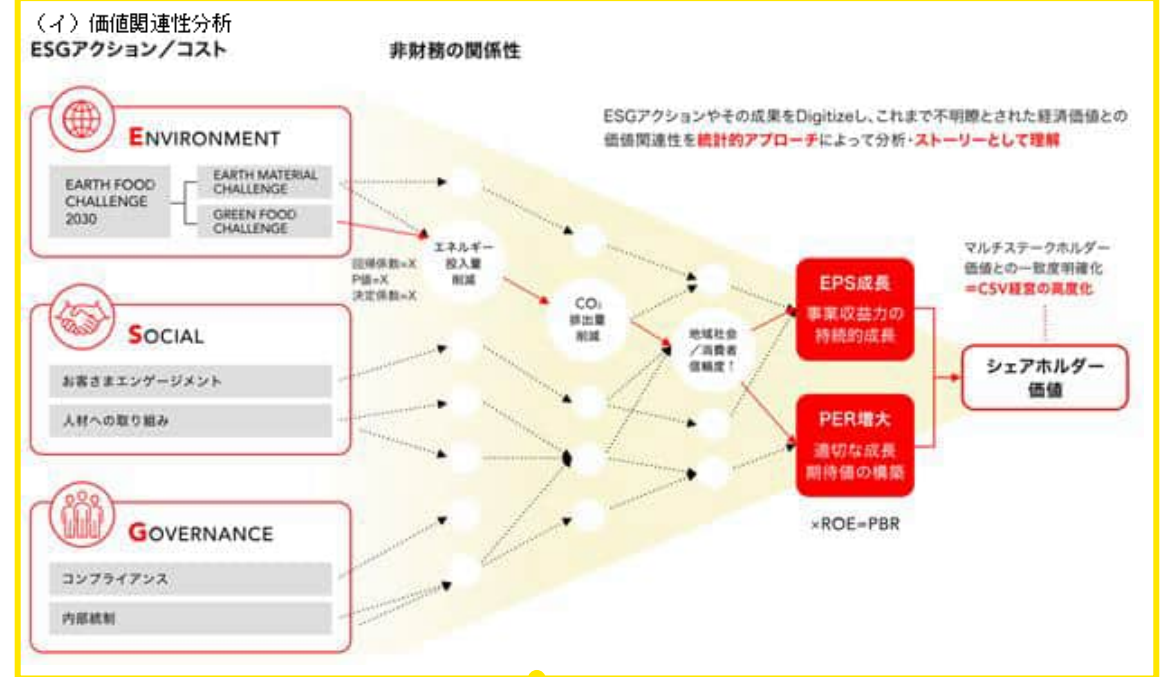 （イ）価値関連性分析
ESGアクション／コスト
非財務の関係性
ESGアクションやその成果をDigitizeし、これまで不明瞭とされた経済価値との
価値関連性を統計的アプローチによって分析・ストーリーとして理解
ENVIRONMENT
EARTH FOOD
CHALLENGE
2030
EARTH MATERIAL
CHALLENGE
GREEN FOOD
CHALLENGE
回帰係数=X
P値=X
決定係数=X
エネルギー
投入量
削減
CO₂
排出量
削減
地域社会
／消費者
信頼度↑
SOCIAL
お客さまエンゲージメント
人材への取り組み
GOVERNANCE
コンプライアンス
内部統制
EPS成長
事業収益力の
持続的成長
PER増大
適切な成長
期待値の構築
×ROE=PBR
マルチステークホルダー
価値との一致度明確化
＝CSV経営の高度化
シェアホルダー
価値